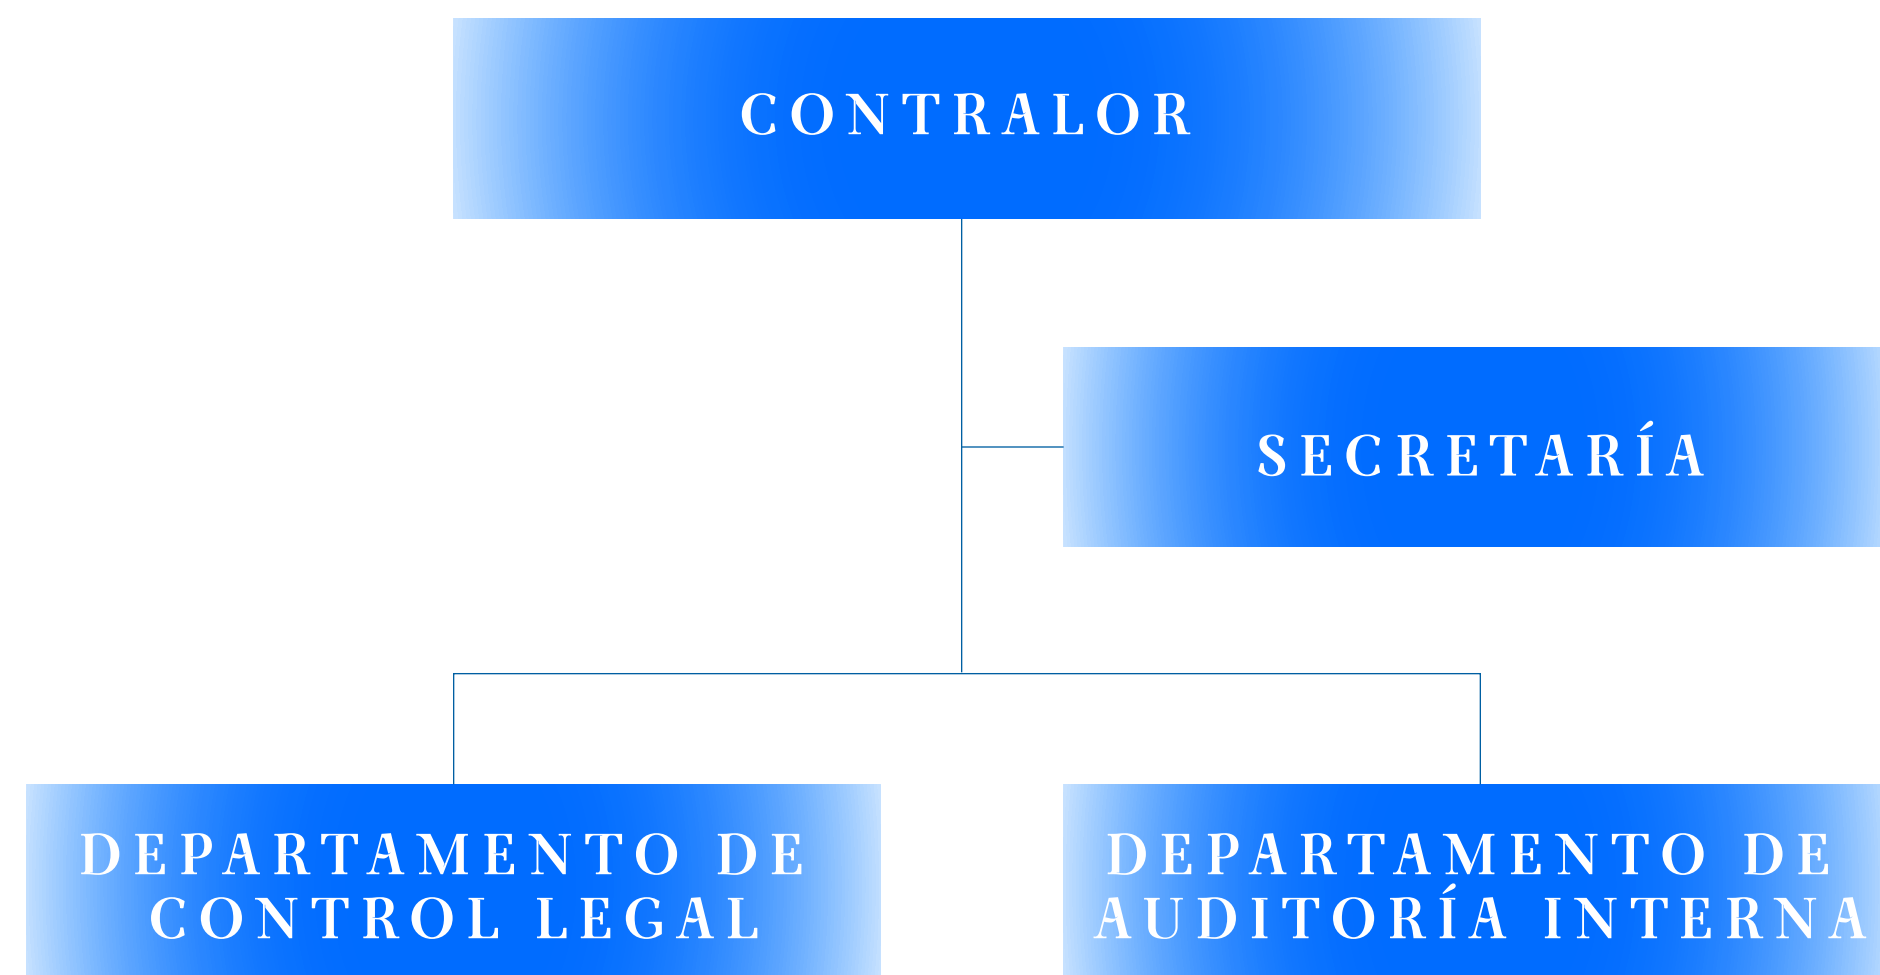 CONTRALOR
SECRETARÍA
DEPARTAMENTO DE
CONTROL LEGAL
DEPARTAMENTO DE
AUDITORÍA INTERNA